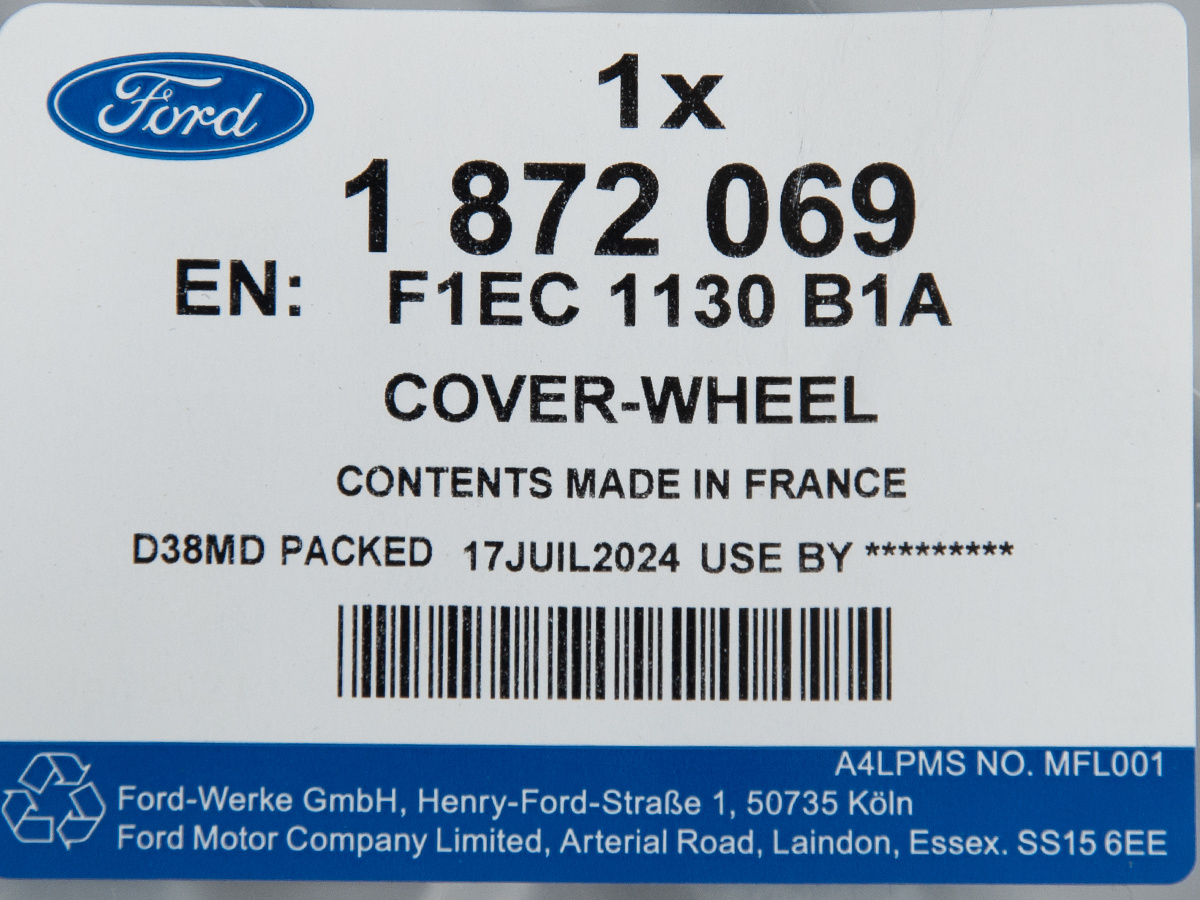 Ford
1x
1 872 069
EN: F1EC 1130 B1A
COVER-WHEEL
CONTENTS MADE IN FRANCE
D38MD PACKED 17JUIL2024 USE BY *********
A4LPMS NO. MFL001
Ford-Werke GmbH, Henry-Ford-Straße 1, 50735 Köln
Ford Motor Company Limited, Arterial Road, Laindon, Essex. SS15 6EE